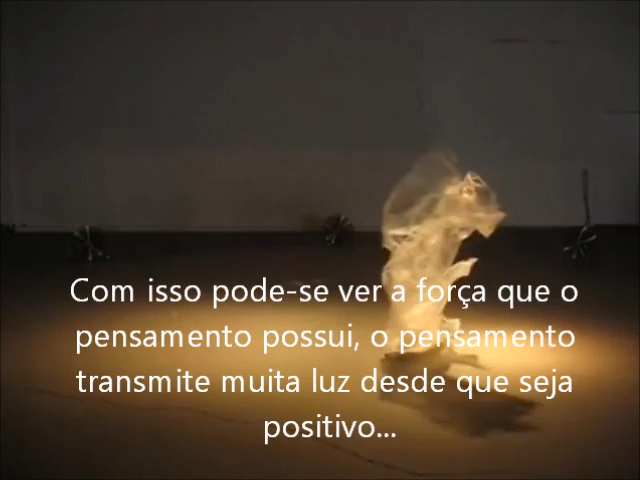 Com isso pode-se ver a força que o
pensamento possui, o pensamento
transmite muita luz desde que seja
positivo...